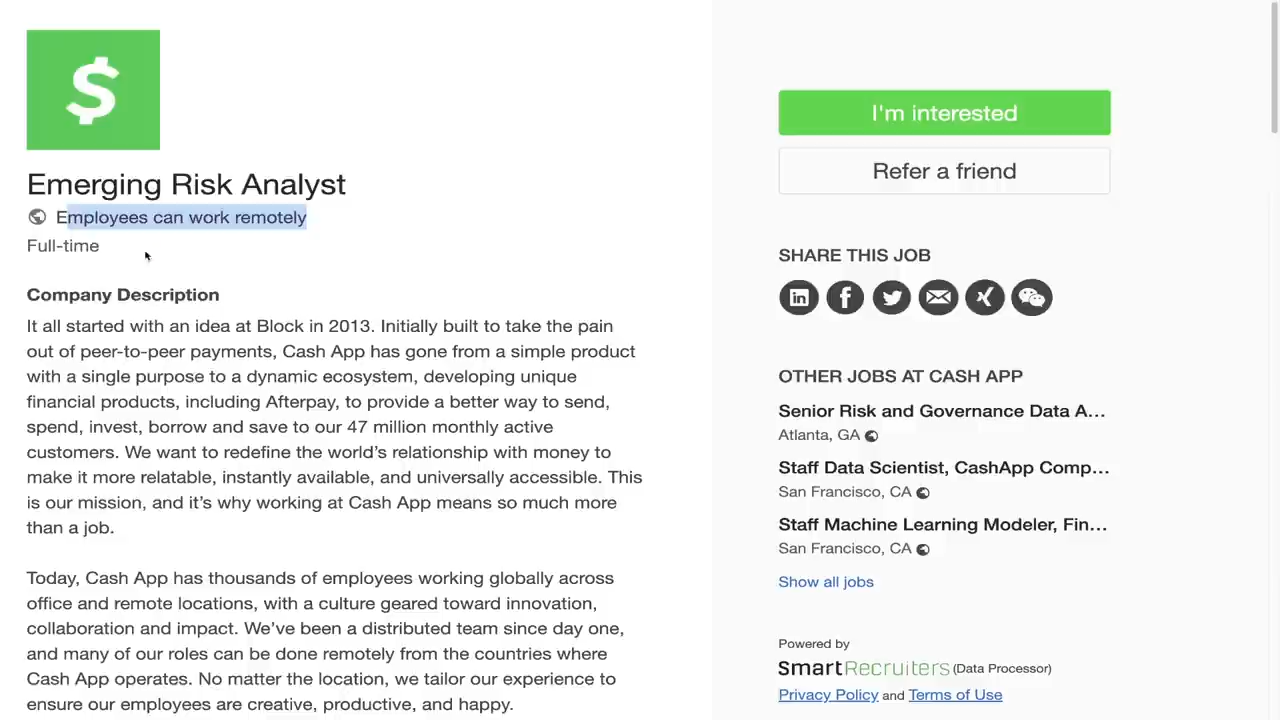 $
Emerging Risk Analyst
Employees can work remotely
Full-time
Company Description
It all started with an idea at Block in 2013. Initially built to take the pain
out of peer-to-peer payments, Cash App has gone from a simple product
with a single purpose to a dynamic ecosystem, developing unique
financial products, including Afterpay, to provide a better way to send,
spend, invest, borrow and save to our 47 million monthly active
customers. We want to redefine the world’s relationship with money to
make it more relatable, instantly available, and universally accessible. This
is our mission, and it’s why working at Cash App means so much more
than a job.
Today, Cash App has thousands of employees working globally across
office and remote locations, with a culture geared toward innovation,
collaboration and impact. We’ve been a distributed team since day one,
and many of our roles can be done remotely from the countries where
Cash App operates. No matter the location, we tailor our experience to
ensure our employees are creative, productive, and happy.
I'm interested
Refer a friend
SHARE THIS JOB
OTHER JOBS AT CASH APP
Senior Risk and Governance Data A...
Atlanta, GA
Staff Data Scientist, CashApp Comp...
San Francisco, CA
Staff Machine Learning Modeler, Fin...
San Francisco, CA
Show all jobs
Powered by
SmartRecruiters (Data Processor)
Privacy Policy and Terms of Use